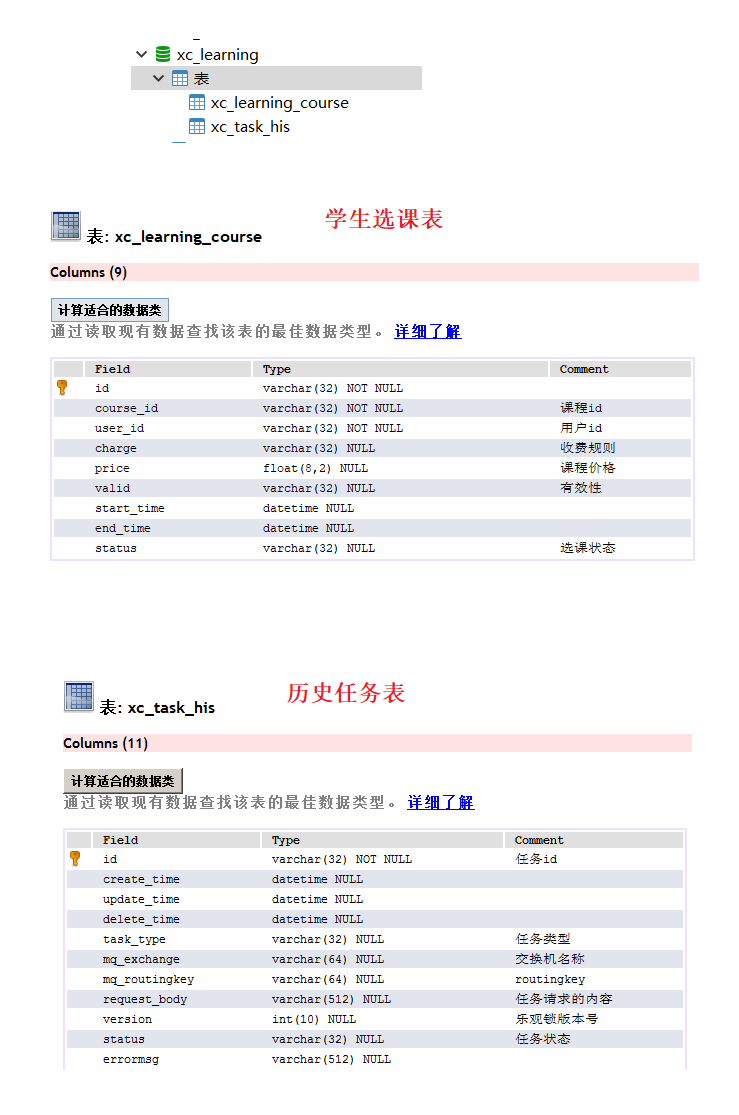 xc_learning
表
xc_learning_course
xc_task_his
学生选课表
表: xc_learning_course
Columns (9)
计算适合的数据类
通过读取现有数据查找该表的最佳数据类型。 详细了解
Field Type Comment
id varchar(32) NOT NULL
course_id varchar(32) NOT NULL 课程id
user_id varchar(32) NOT NULL 用户id
charge varchar(32) NULL 收费规则
price float(8,2) NULL 课程价格
valid varchar(32) NULL 有效性
start_time datetime NULL
end_time datetime NULL
status varchar(32) NULL 选课状态
历史任务表
表: xc_task_his
Columns (11)
计算适合的数据类
通过读取现有数据查找该表的最佳数据类型。 详细了解
Field Type Comment
id varchar(32) NOT NULL 任务id
create_time datetime NULL
update_time datetime NULL
delete_time datetime NULL
task_type varchar(32) NULL 任务类型
mq_exchange varchar(64) NULL 交换机名称
mq_routingkey varchar(64) NULL routingkey
request_body varchar(512) NULL 任务请求的内容
version int(10) NULL 乐观锁版本号
status varchar(32) NULL 任务状态
errormsg varchar(512) NULL